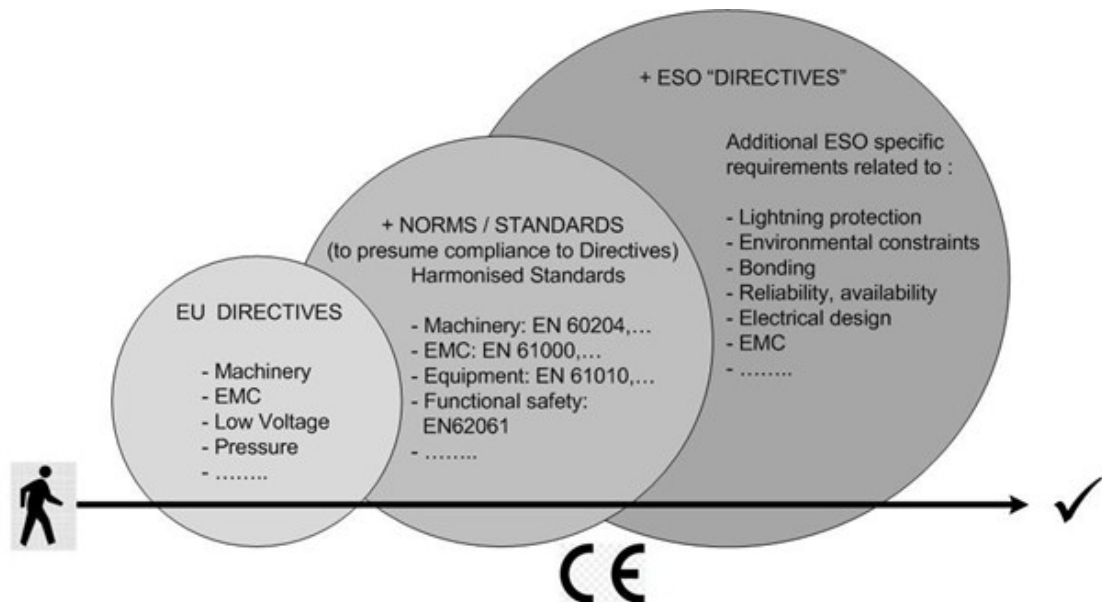 EU DIRECTIVES
- Machinery
- EMC
- Low Voltage
- Pressure
- ........
+ NORMS / STANDARDS
(to presume compliance to Directives)
Harmonised Standards
- Machinery: EN 60204,...
- EMC: EN 61000,...
- Equipment: EN 61010,...
- Functional safety:
EN62061
- ........
+ ESO “DIRECTIVES”
Additional ESO specific
requirements related to :
- Lightning protection
- Environmental constraints
- Bonding
- Reliability, availability
- Electrical design
- EMC
- ........
CE